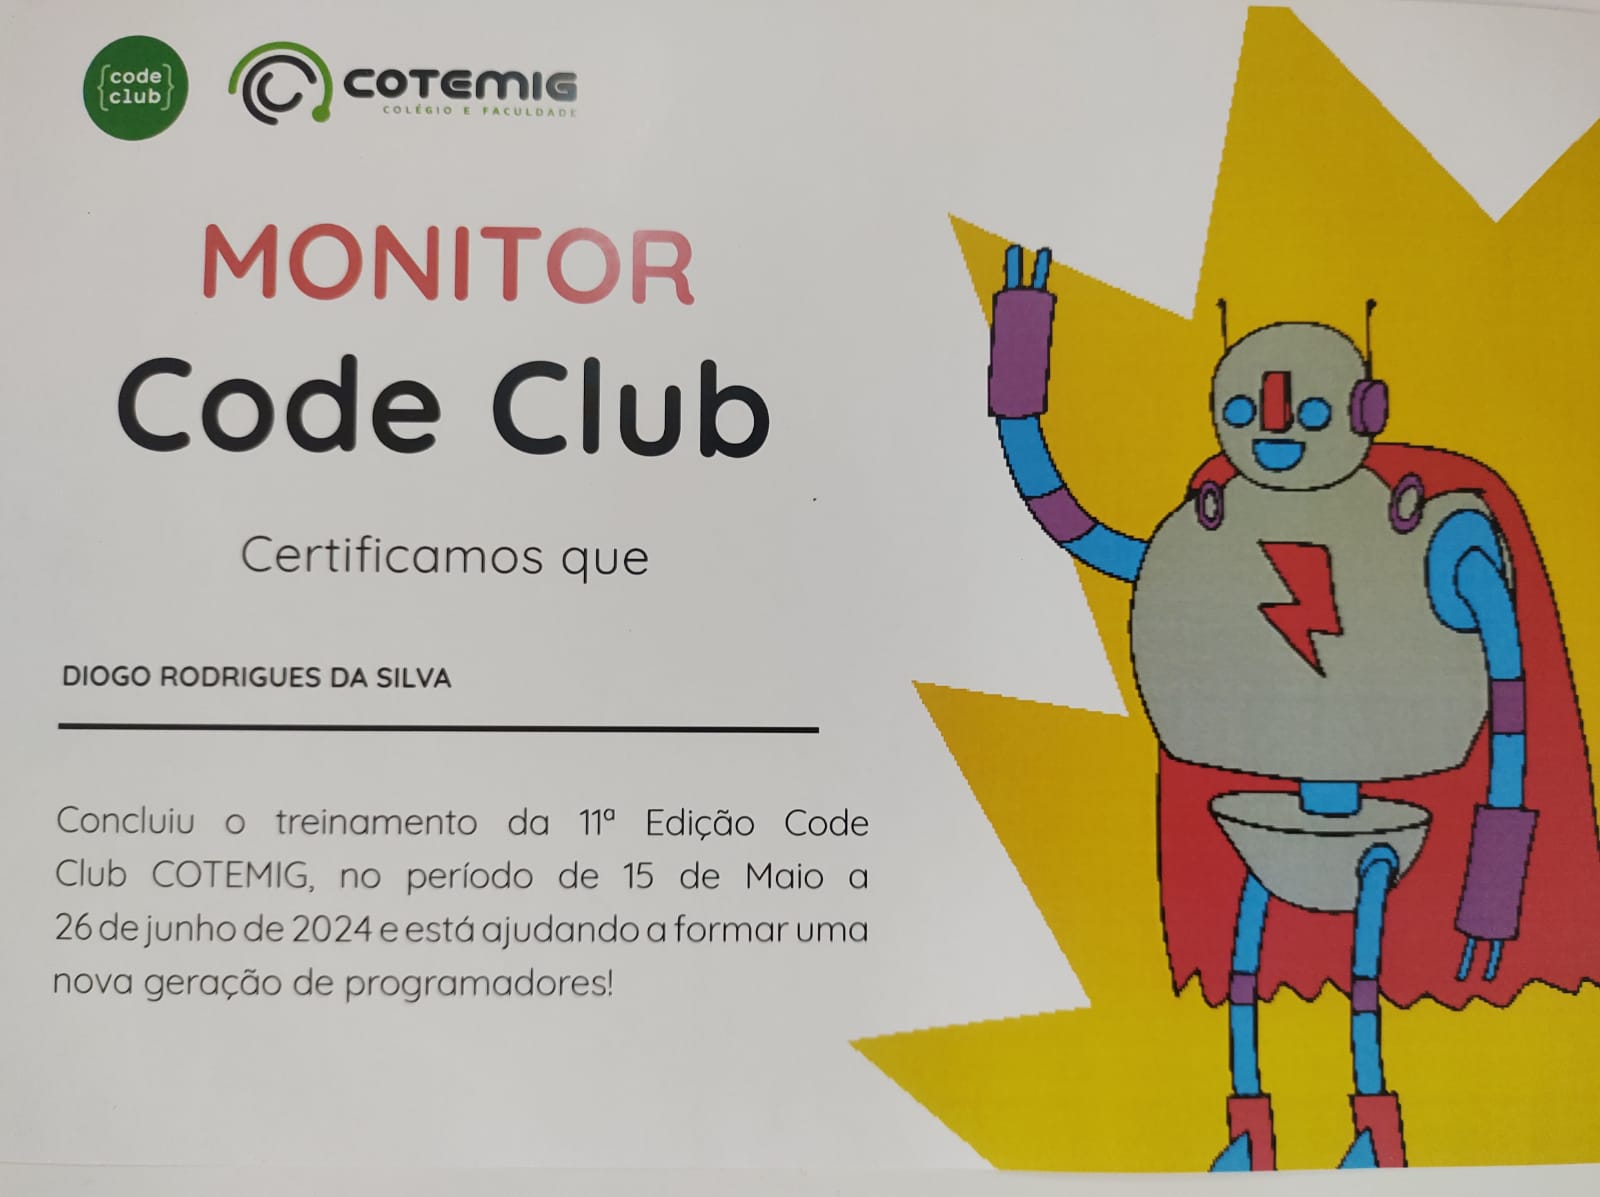 {code
club}
COTEMIG
COLÉGIO E FACULDADE
MONITOR
Code Club
Certificamos que
DIOGO RODRIGUES DA SILVA
Concluiu o treinamento da 11ª Edição Code
Club COTEMIG, no período de 15 de Maio a
26 de junho de 2024 e está ajudando a formar uma
nova geração de programadores!